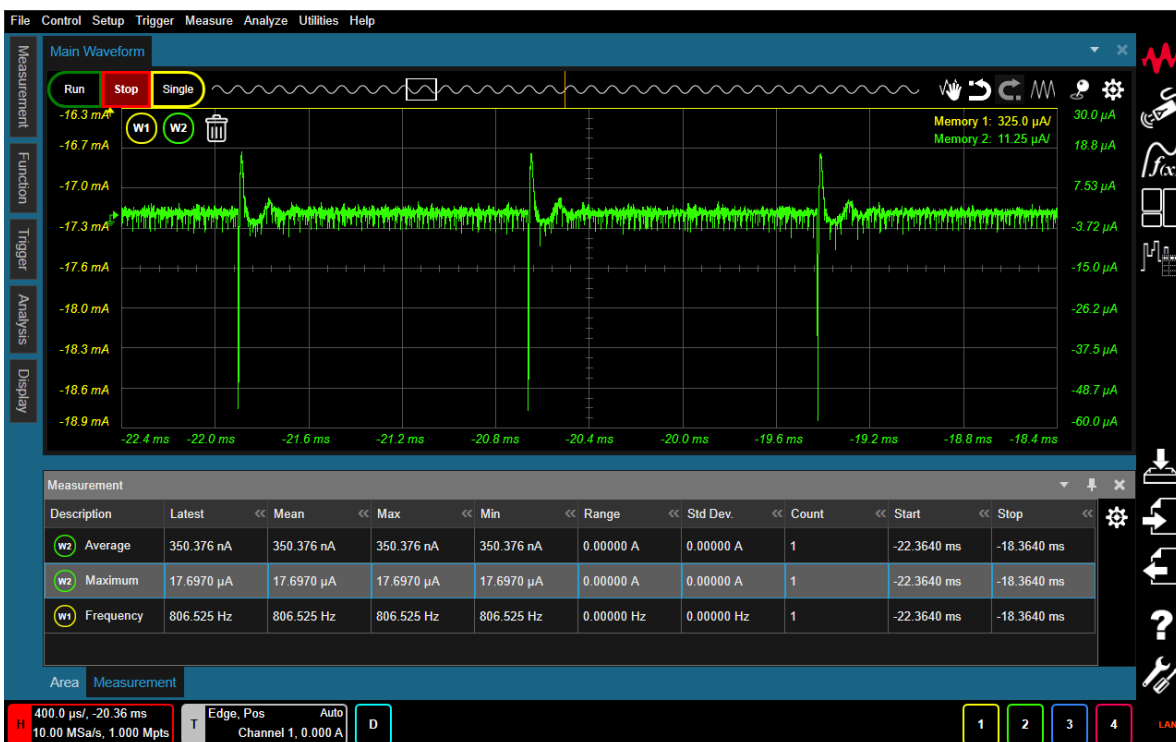 File Control Setup Trigger Measure Analyze Utilities Help
Main Waveform
Measurement
Function
Trigger
Analysis
Display
Run Stop Single
W1 W2
Memory 1: 325.0 µA/
Memory 2: 11.25 µA/
-16.3 mA
-16.7 mA
-17.0 mA
-17.3 mA
-17.6 mA
-18.0 mA
-18.3 mA
-18.6 mA
-18.9 mA
30.0 µA
18.8 µA
7.53 µA
-3.72 µA
-15.0 µA
-26.2 µA
-37.5 µA
-48.7 µA
-60.0 µA
-22.4 ms -22.0 ms -21.6 ms -21.2 ms -20.8 ms -20.4 ms -20.0 ms -19.6 ms -19.2 ms -18.8 ms -18.4 ms
f(x)
Measurement
Description Latest Mean Max Min Range Std Dev. Count Start Stop
W2 Average 350.376 nA 350.376 nA 350.376 nA 350.376 nA 0.00000 A 0.00000 A 1 -22.3640 ms -18.3640 ms
W2 Maximum 17.6970 µA 17.6970 µA 17.6970 µA 17.6970 µA 0.00000 A 0.00000 A 1 -22.3640 ms -18.3640 ms
W1 Frequency 806.525 Hz 806.525 Hz 806.525 Hz 806.525 Hz 0.00000 Hz 0.00000 Hz 1 -22.3640 ms -18.3640 ms
Area Measurement
H 400.0 µs/, -20.36 ms
10.00 MSa/s, 1.000 Mpts
T Edge, Pos Auto
Channel 1, 0.000 A
D
1 2 3 4
LAN